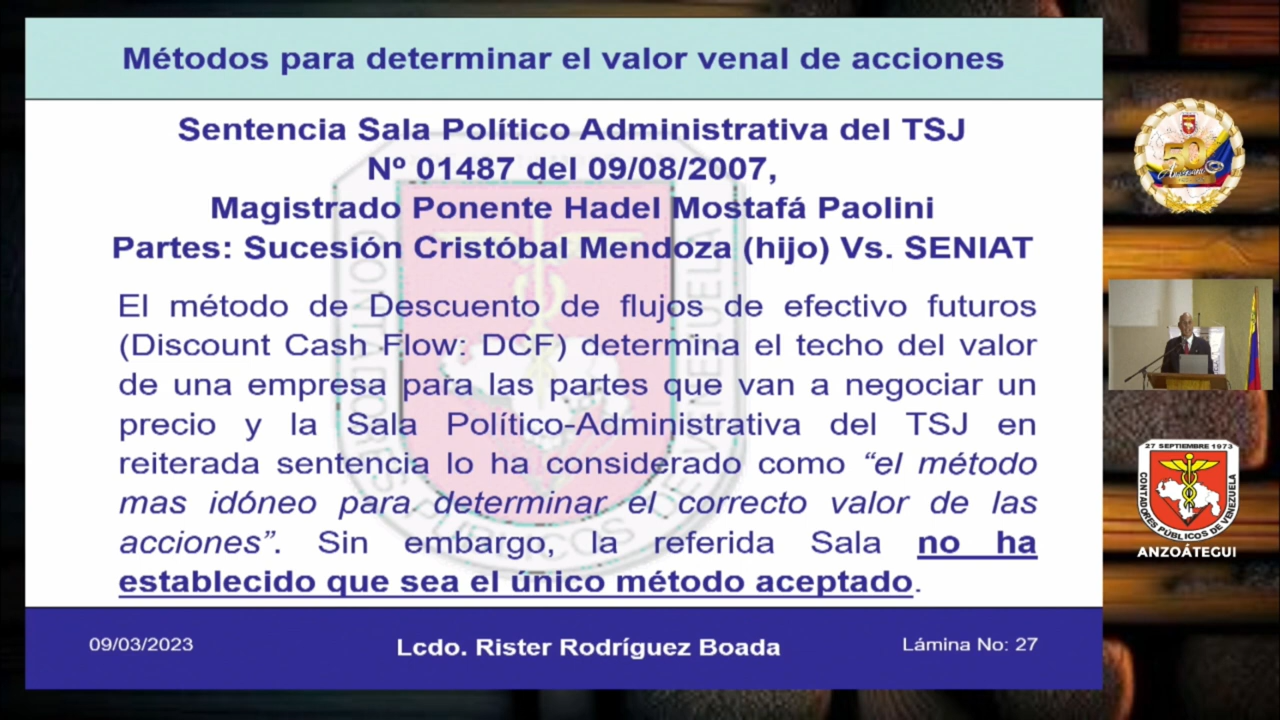 Métodos para determinar el valor venal de acciones
Sentencia Sala Político Administrativa del TSJ
Nº 01487 del 09/08/2007,
Magistrado Ponente Hadel Mostafá Paolini
Partes: Sucesión Cristóbal Mendoza (hijo) Vs. SENIAT
El método de Descuento de flujos de efectivo futuros
(Discount Cash Flow: DCF) determina el techo del valor
de una empresa para las partes que van a negociar un
precio y la Sala Político-Administrativa del TSJ en
reiterada sentencia lo ha considerado como “el método
mas idóneo para determinar el correcto valor de las
acciones”. Sin embargo, la referida Sala no ha
establecido que sea el único método aceptado.
09/03/2023
Lcdo. Rister Rodríguez Boada
Lámina No: 27
50
27 SEPTIEMBRE 1973
CONTADORES PÚBLICOS DE VENEZUELA
ANZOÁTEGUI
CONTADORES PÚBLICOS DE VENEZUELA